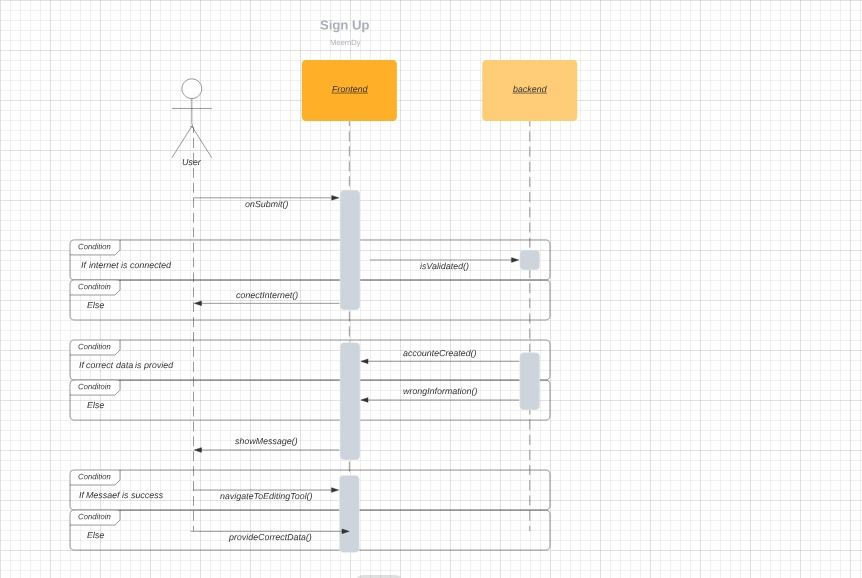 Sign Up
MeemDy
Frontend
backend
User
onSubmit()
Condition
If internet is connected
isValidated()
Conditoin
conectInternet()
Else
Condition
accounteCreated()
If correct data is provied
Conditoin
wrongInformation()
Else
showMessage()
Condition
If Messaef is success
navigateToEditingTool()
Conditoin
Else
provideCorrectData()